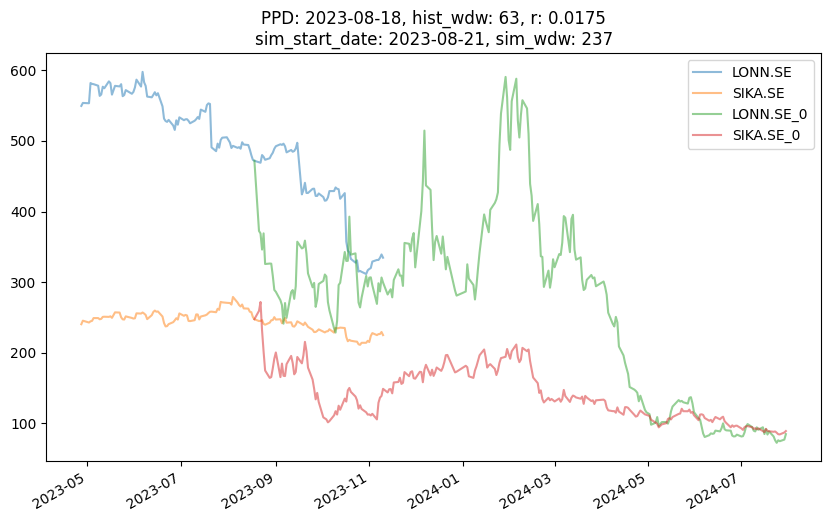 PPD: 2023-08-18, hist_wdw: 63, r: 0.0175
sim_start_date: 2023-08-21, sim_wdw: 237
LONN.SE
SIKA.SE
LONN.SE_0
SIKA.SE_0
600
500
400
300
200
100
2023-05
2023-07
2023-09
2023-11
2024-01
2024-03
2024-05
2024-07